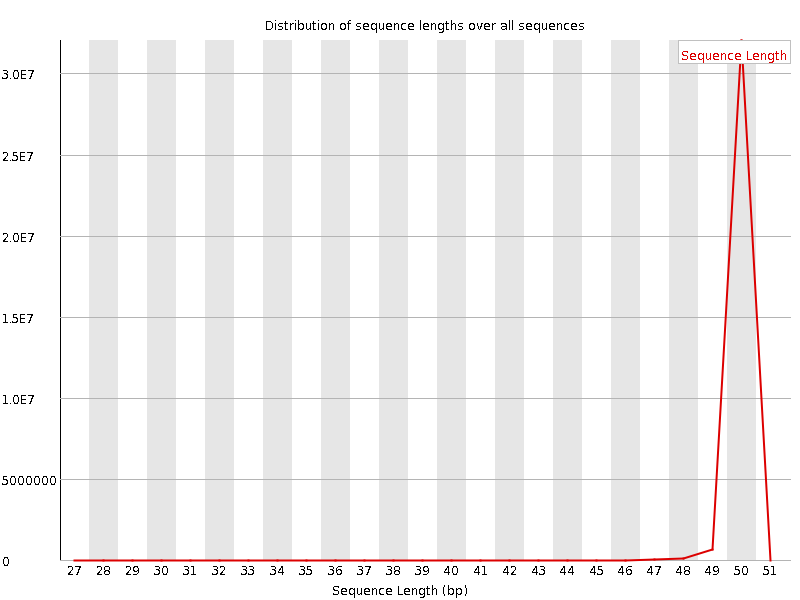 Distribution of sequence lengths over all sequences
Sequence Length
3.0E7
2.5E7
2.0E7
1.5E7
1.0E7
5000000
0
27 28 29 30 31 32 33 34 35 36 37 38 39 40 41 42 43 44 45 46 47 48 49 50 51
Sequence Length (bp)